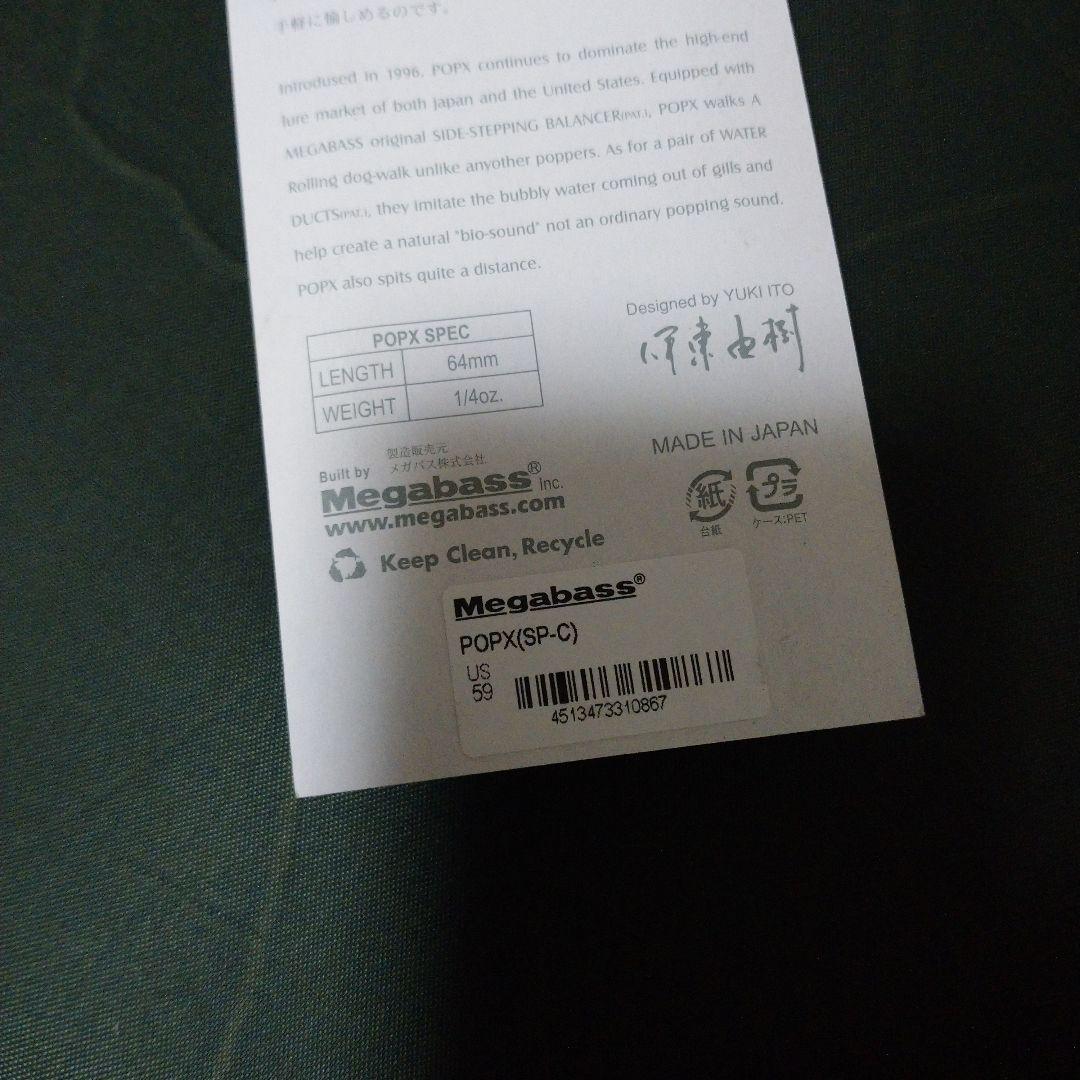 手軽に愉しめるのです。
Introdused in 1996, POPX continues to dominate the high-end
lure market of both Japan and the United States. Equipped with
MEGABASS original SIDE-STEPPING BALANCER(PAT.), POPX walks A
Rolling dog-walk unlike anyother poppers. As for a pair of WATER
DUCTS(PAT.), they imitate the bubbly water coming out of gills and
help create a natural "bio-sound" not an ordinary popping sound.
POPX also spits quite a distance.
Designed by YUKI ITO
伊東由樹
POPX SPEC
LENGTH 64mm
WEIGHT 1/4oz.
MADE IN JAPAN
Built by 製造販売元
メガバス株式会社
Megabass® Inc.
www.megabass.com
紙 プラ
台紙 ケース:PET
Keep Clean, Recycle
Megabass®
POPX(SP-C)
US
59
4513473310867